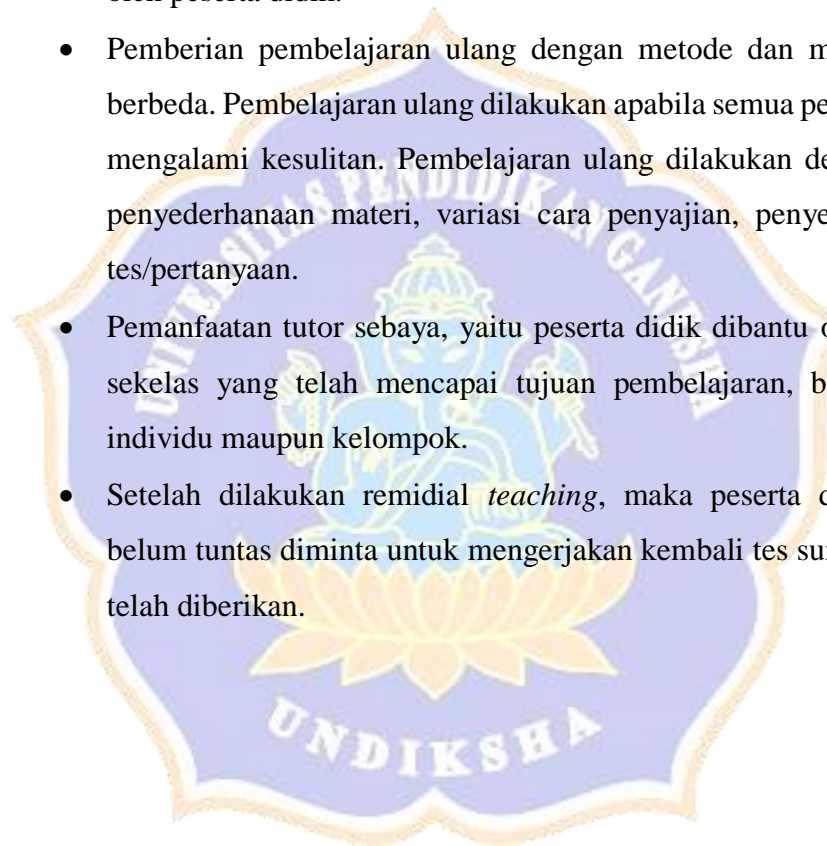 oleh peserta didik.
• Pemberian pembelajaran ulang dengan metode dan m
berbeda. Pembelajaran ulang dilakukan apabila semua pe
mengalami kesulitan. Pembelajaran ulang dilakukan de
penyederhanaan materi, variasi cara penyajian, penye
tes/pertanyaan.
• Pemanfaatan tutor sebaya, yaitu peserta didik dibantu o
sekelas yang telah mencapai tujuan pembelajaran, b
individu maupun kelompok.
• Setelah dilakukan remidial teaching, maka peserta d
belum tuntas diminta untuk mengerjakan kembali tes su
telah diberikan.
UNIVERSITAS PENDIDIKAN GANESHA
UNDIKSHA